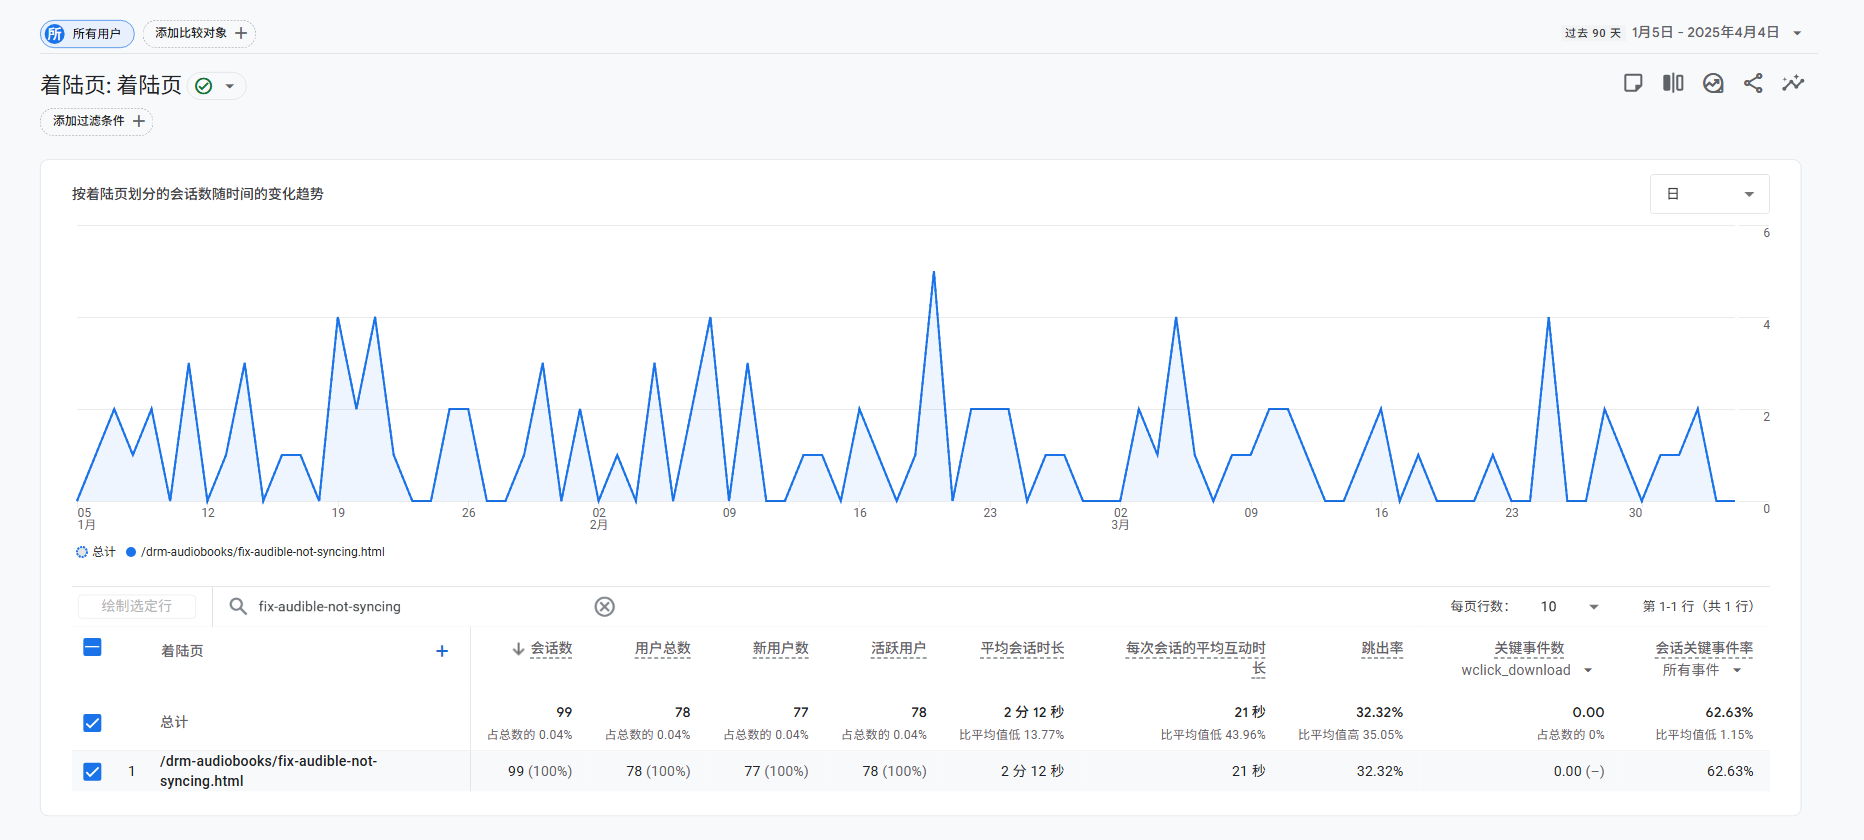 所 所有用户 添加比较对象 + 过去 90 天 1月5日 - 2025年4月4日
着陆页: 着陆页
添加过滤条件 +
按着陆页划分的会话数随时间的变化趋势 日
6
4
2
0
05 12 19 26 02 09 16 23 02 09 16 23 30
1月 2月 3月
总计 /drm-audiobooks/fix-audible-not-syncing.html
绘制选定行 fix-audible-not-syncing 每页行数: 10 第 1-1 行（共 1 行）
着陆页 + ↓ 会话数 用户总数 新用户数 活跃用户 平均会话时长 每次会话的平均互动时 跳出率 关键事件数 会话关键事件率
长 wclick_download 所有事件
总计 99 78 77 78 2 分 12 秒 21 秒 32.32% 0.00 62.63%
占总数的 0.04% 占总数的 0.04% 占总数的 0.04% 占总数的 0.04% 比平均值低 13.77% 比平均值低 43.96% 比平均值高 35.05% 占总数的 0% 比平均值低 1.15%
1 /drm-audiobooks/fix-audible-not- 99 (100%) 78 (100%) 77 (100%) 78 (100%) 2 分 12 秒 21 秒 32.32% 0.00 (–) 62.63%
syncing.html